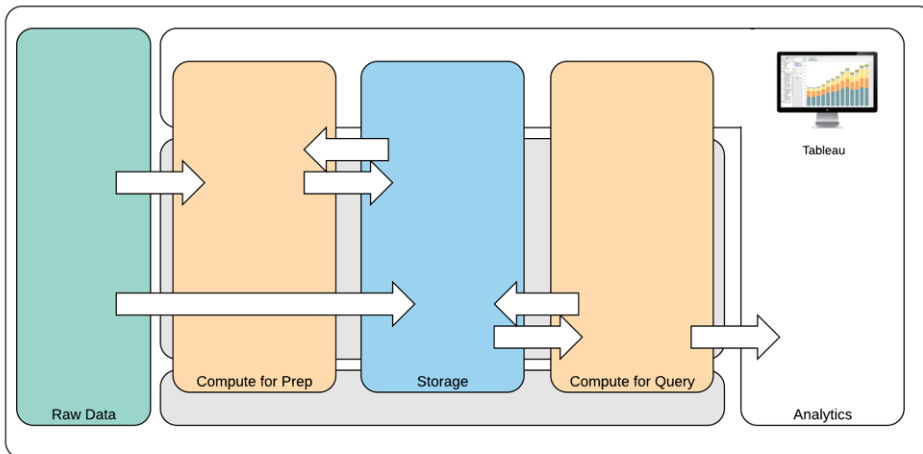 Tableau
Compute for Prep
Storage
Compute for Query
Raw Data
Analytics